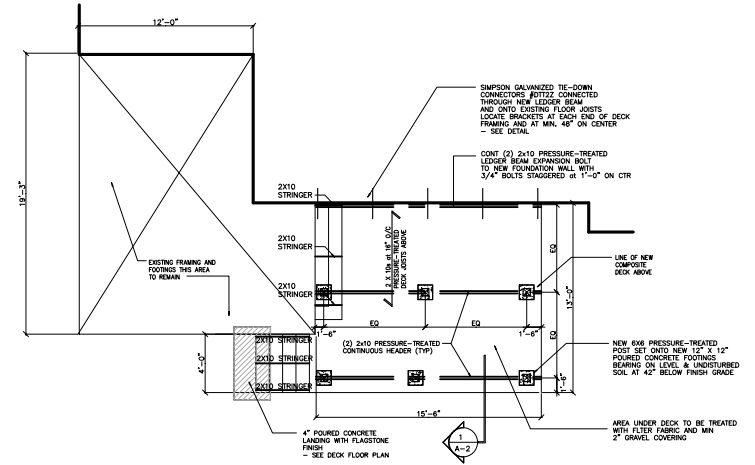 12'-0"
SIMPSON GALVANIZED TIE-DOWN
CONNECTORS #DTT2Z CONNECTED
THROUGH NEW LEDGER BEAM
AND ONTO EXISTING FLOOR JOISTS
LOCATE BRACKETS AT EACH END OF DECK
FRAMING AND AT MIN. 48" ON CENTER
- SEE DETAIL
CONT (2) 2x10 PRESSURE-TREATED
LEDGER BEAM EXPANSION BOLT
TO NEW FOUNDATION WALL WITH
3/4" BOLTS STAGGERED at 1'-0" ON CTR
19'-3"
2X10
STRINGER
2X10
STRINGER
2X10
STRINGER
2 X 10s at 16" O/C
PRESSURE-TREATED
DECK JOISTS ABOVE
EQ
EXISTING FRAMING AND
FOOTINGS THIS AREA
TO REMAIN
LINE OF NEW
COMPOSITE
DECK ABOVE
13'-0"
1'-6"
EQ
EQ
1'-6"
EQ
(2) 2x10 PRESSURE-TREATED
CONTINUOUS HEADER (TYP)
2X10 STRINGER
2X10 STRINGER
2X10 STRINGER
4'-0"
NEW 6X6 PRESSURE-TREATED
POST SET ONTO NEW 12" X 12"
POURED CONCRETE FOOTINGS
BEARING ON LEVEL & UNDISTURBED
SOIL AT 42" BELOW FINISH GRADE
1'-6"
15'-6"
4" POURED CONCRETE
LANDING WITH FLAGSTONE
FINISH
- SEE DECK FLOOR PLAN
1
A-2
AREA UNDER DECK TO BE TREATED
WITH FLTER FABRIC AND MIN
2" GRAVEL COVERING